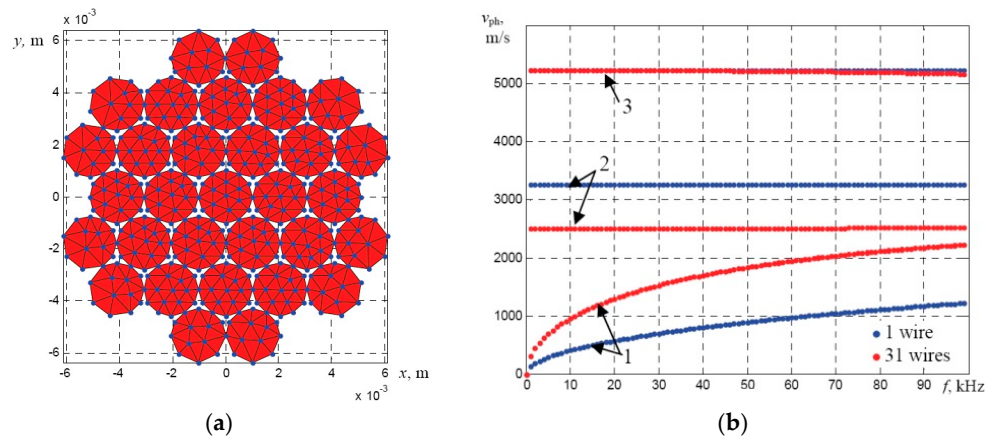 x 10⁻³
y, m
6
4
2
0
-2
-4
-6
-6 -4 -2 0 2 4 6
x, m
x 10⁻³
(a)
v_ph,
m/s
5000
4000
3000
2000
1000
0
0 10 20 30 40 50 60 70 80 90
f, kHz
3
2
1
1 wire
31 wires
(b)